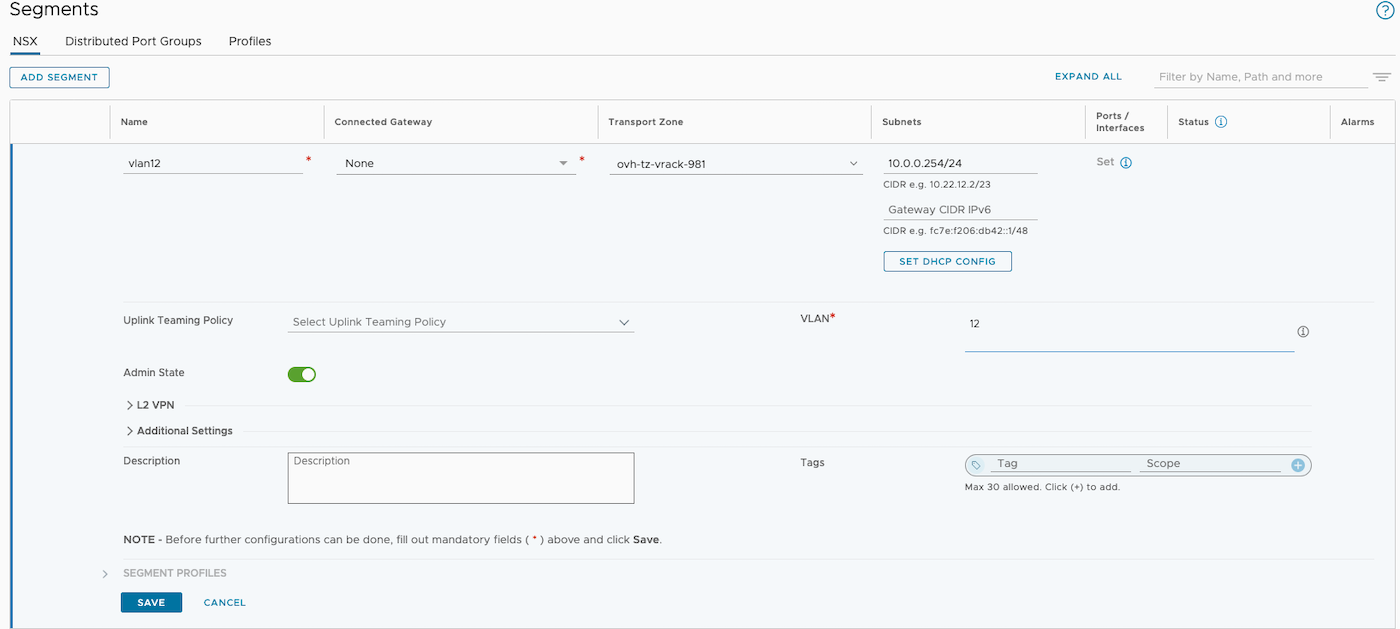 Segments
NSX Distributed Port Groups Profiles
ADD SEGMENT EXPAND ALL Filter by Name, Path and more
Name Connected Gateway Transport Zone Subnets Ports / Interfaces Status Alarms
vlan12 * None * ovh-tz-vrack-981 10.0.0.254/24 Set
CIDR e.g. 10.22.12.2/23
Gateway CIDR IPv6
CIDR e.g. fc7e:f206:db42::1/48
SET DHCP CONFIG
Uplink Teaming Policy Select Uplink Teaming Policy VLAN* 12
Admin State
L2 VPN
Additional Settings
Description Description Tags Tag Scope
Max 30 allowed. Click (+) to add.
NOTE - Before further configurations can be done, fill out mandatory fields ( * ) above and click Save.
SEGMENT PROFILES
SAVE CANCEL